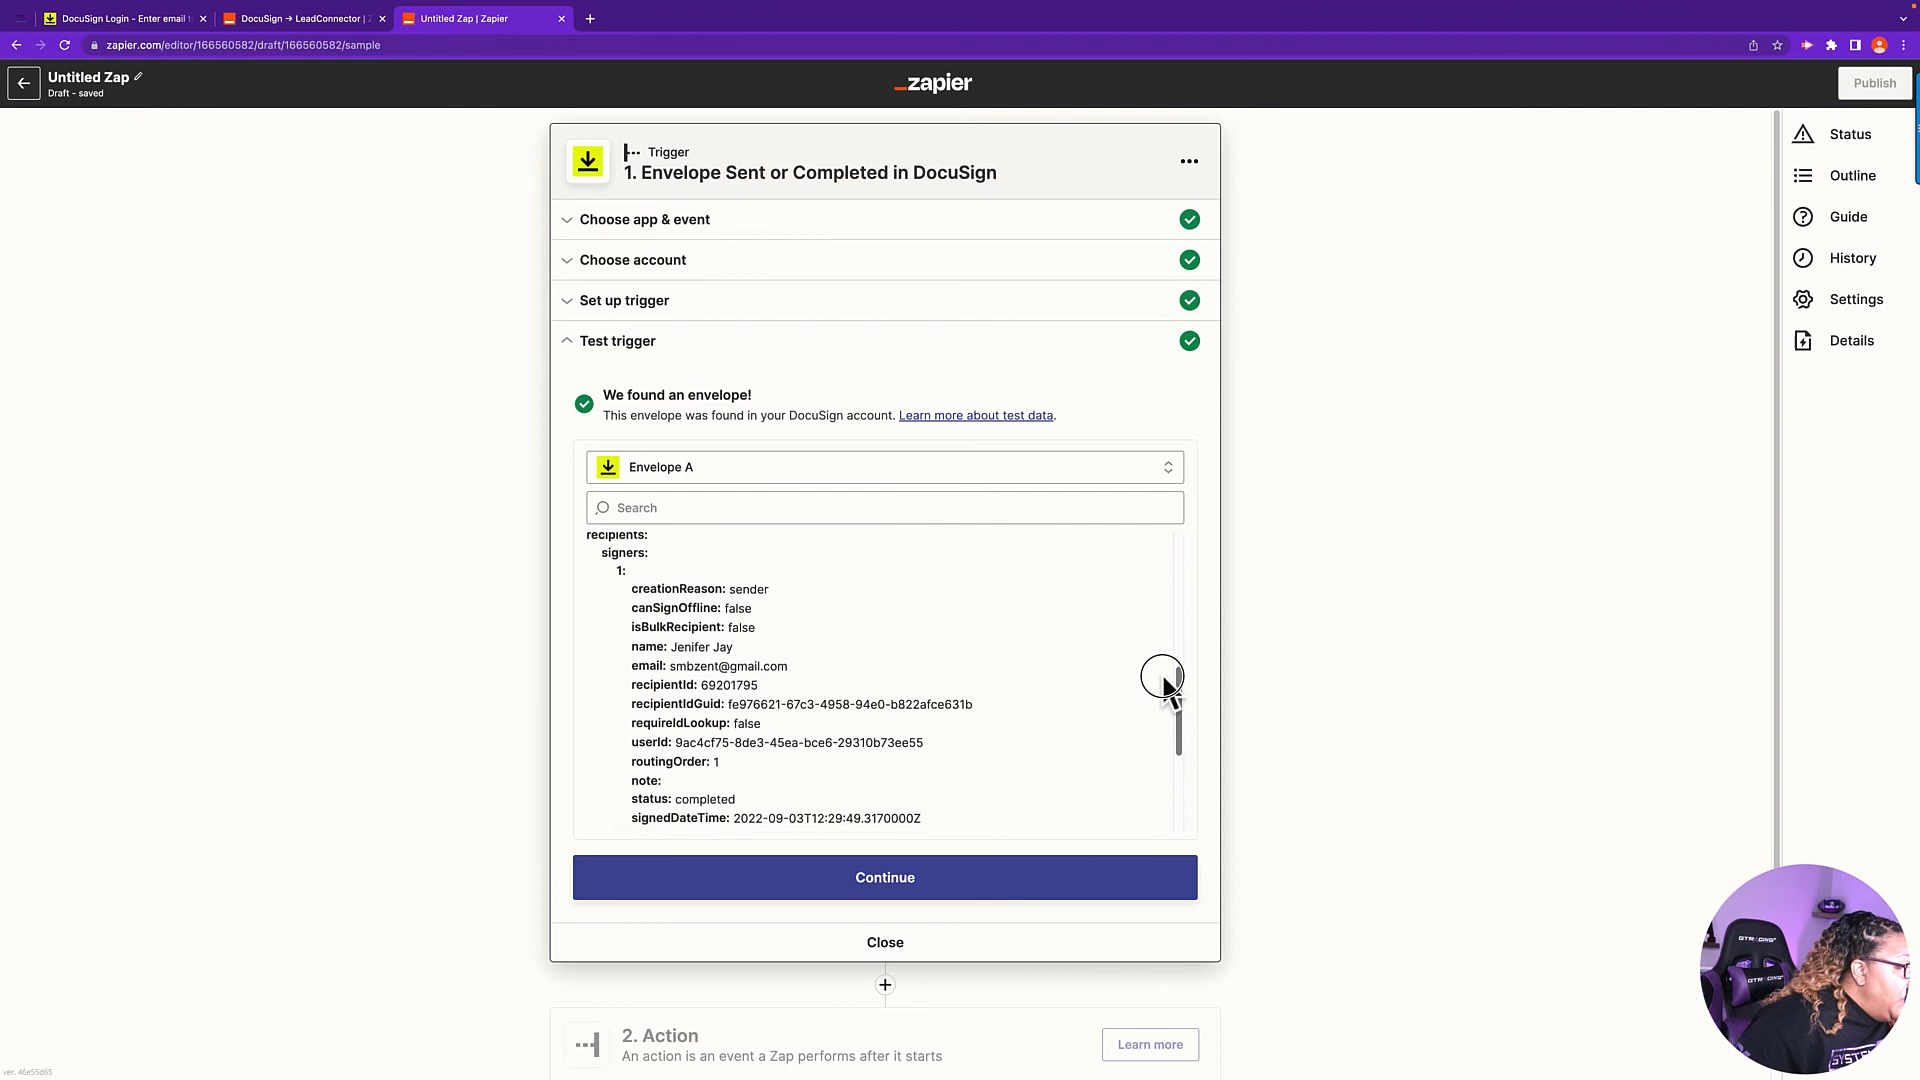 DocuSign Login - Enter email t
DocuSign → LeadConnector | Z
Untitled Zap | Zapier
zapier.com/editor/166560582/draft/166560582/sample
Untitled Zap
Draft - saved
zapier
Publish
Trigger
1. Envelope Sent or Completed in DocuSign
Choose app & event
Choose account
Set up trigger
Test trigger
We found an envelope!
This envelope was found in your DocuSign account. Learn more about test data.
Envelope A
Search
recipients:
signers:
1:
creationReason: sender
canSignOffline: false
isBulkRecipient: false
name: Jenifer Jay
email: smbzent@gmail.com
recipientId: 69201795
recipientIdGuid: fe976621-67c3-4958-94e0-b822afce631b
requireIdLookup: false
userId: 9ac4cf75-8de3-45ea-bce6-29310b73ee55
routingOrder: 1
note:
status: completed
signedDateTime: 2022-09-03T12:29:49.3170000Z
Continue
Close
2. Action
An action is an event a Zap performs after it starts
Learn more
Status
Outline
Guide
History
Settings
Details
GTRACING
ver. 46e55d65